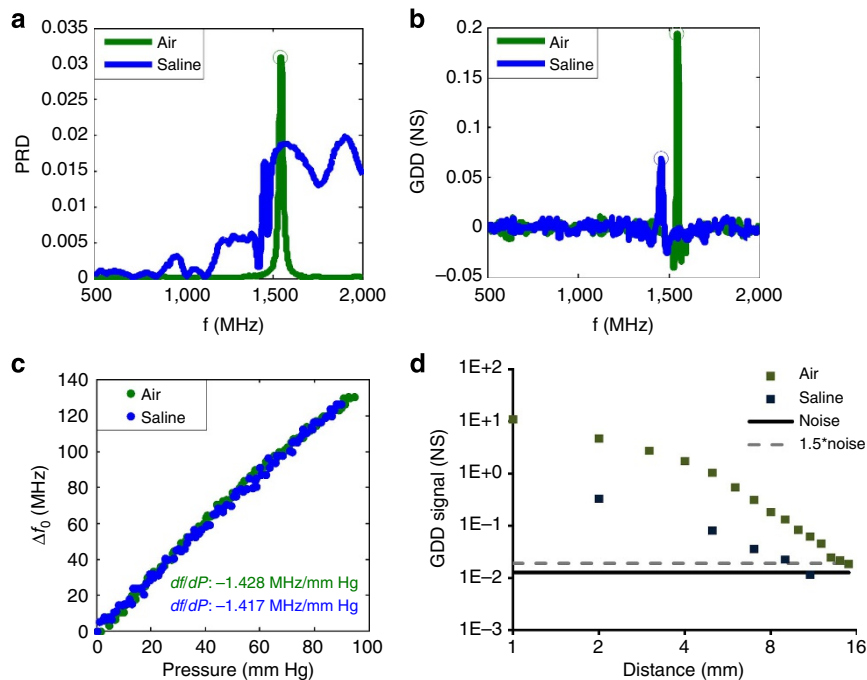 a
Air
Saline
0.035
0.03
0.025
0.02
0.015
0.01
0.005
0
PRD
500
1,000
1,500
2,000
f (MHz)
b
Air
Saline
0.2
0.15
0.1
0.05
0
–0.05
GDD (NS)
500
1,000
1,500
2,000
f (MHz)
c
Air
Saline
140
120
100
80
60
40
20
0
Δf0 (MHz)
df/dP: –1.428 MHz/mm Hg
df/dP: –1.417 MHz/mm Hg
0
20
40
60
80
100
Pressure (mm Hg)
d
Air
Saline
Noise
1.5*noise
1E+2
1E+1
1E+0
1E–1
1E–2
1E–3
GDD signal (NS)
1
2
4
8
16
Distance (mm)